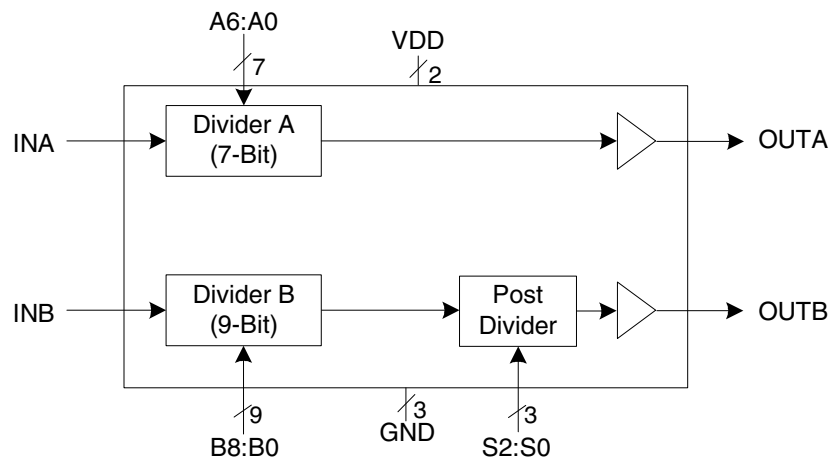 A6:A0
7
VDD
2
INA
Divider A
(7-Bit)
OUTA
INB
Divider B
(9-Bit)
Post
Divider
OUTB
9
B8:B0
3
GND
3
S2:S0